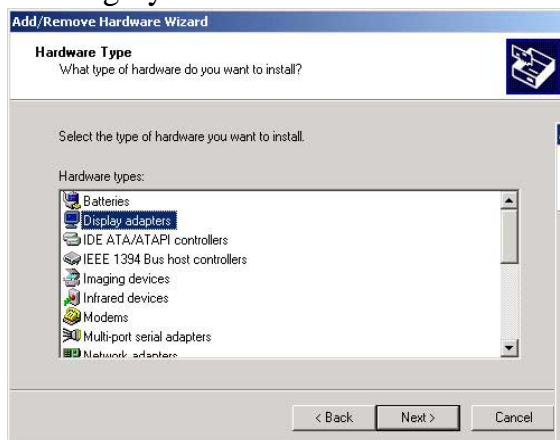 Add/Remove Hardware Wizard
Hardware Type
What type of hardware do you want to install?
Select the type of hardware you want to install.
Hardware types:
Batteries
Display adapters
IDE ATA/ATAPI controllers
IEEE 1394 Bus host controllers
Imaging devices
Infrared devices
Modems
Multi-port serial adapters
Network adapters
< Back Next > Cancel